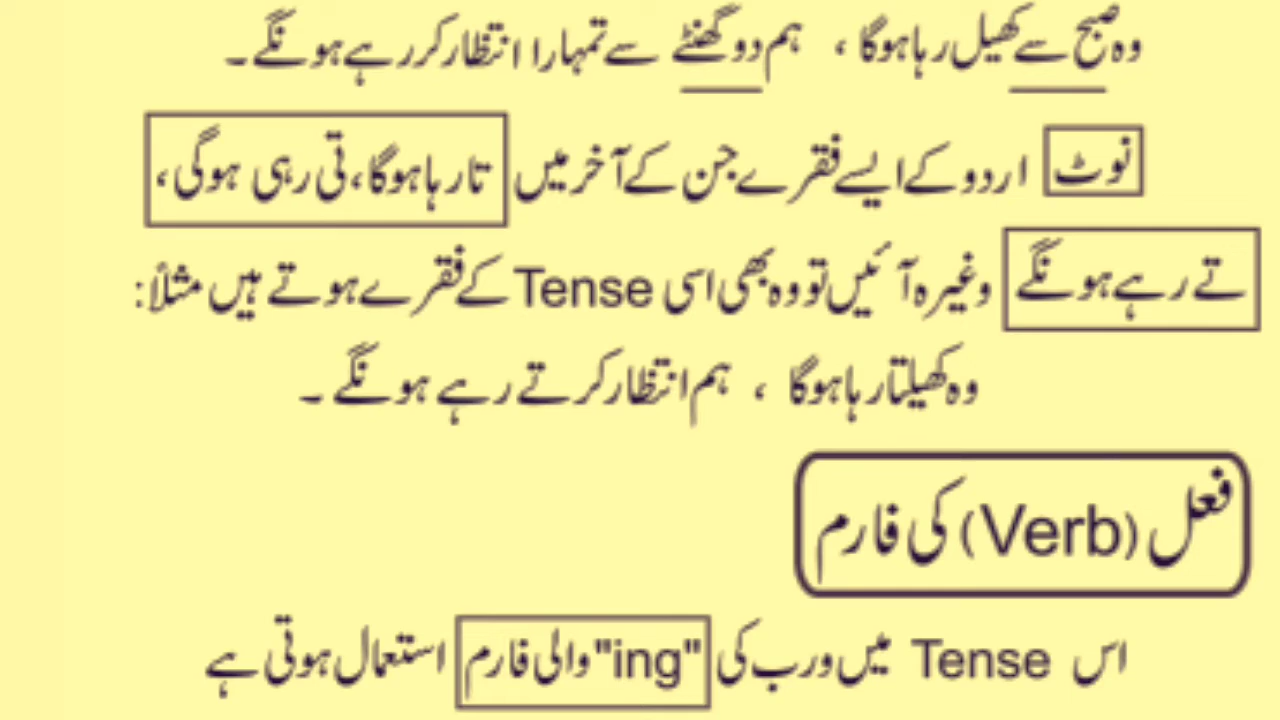 وہ صبح سے کھیل رہا ہوگا ، ہم دو گھنٹے سے تمہارا انتظار کر رہے ہونگے ۔
نوٹ اردو کے ایسے فقرے جن کے آخر میں تا رہا ہوگا، تی رہی ہوگی،
تے رہے ہونگے وغیرہ آئیں تو وہ بھی اسی Tense کے فقرے ہوتے ہیں مثلاً:
وہ کھیلتا رہا ہوگا ، ہم انتظار کرتے رہے ہونگے ۔
فعل (Verb) کی فارم
اس Tense میں ورب کی "ing" والی فارم استعمال ہوتی ہے